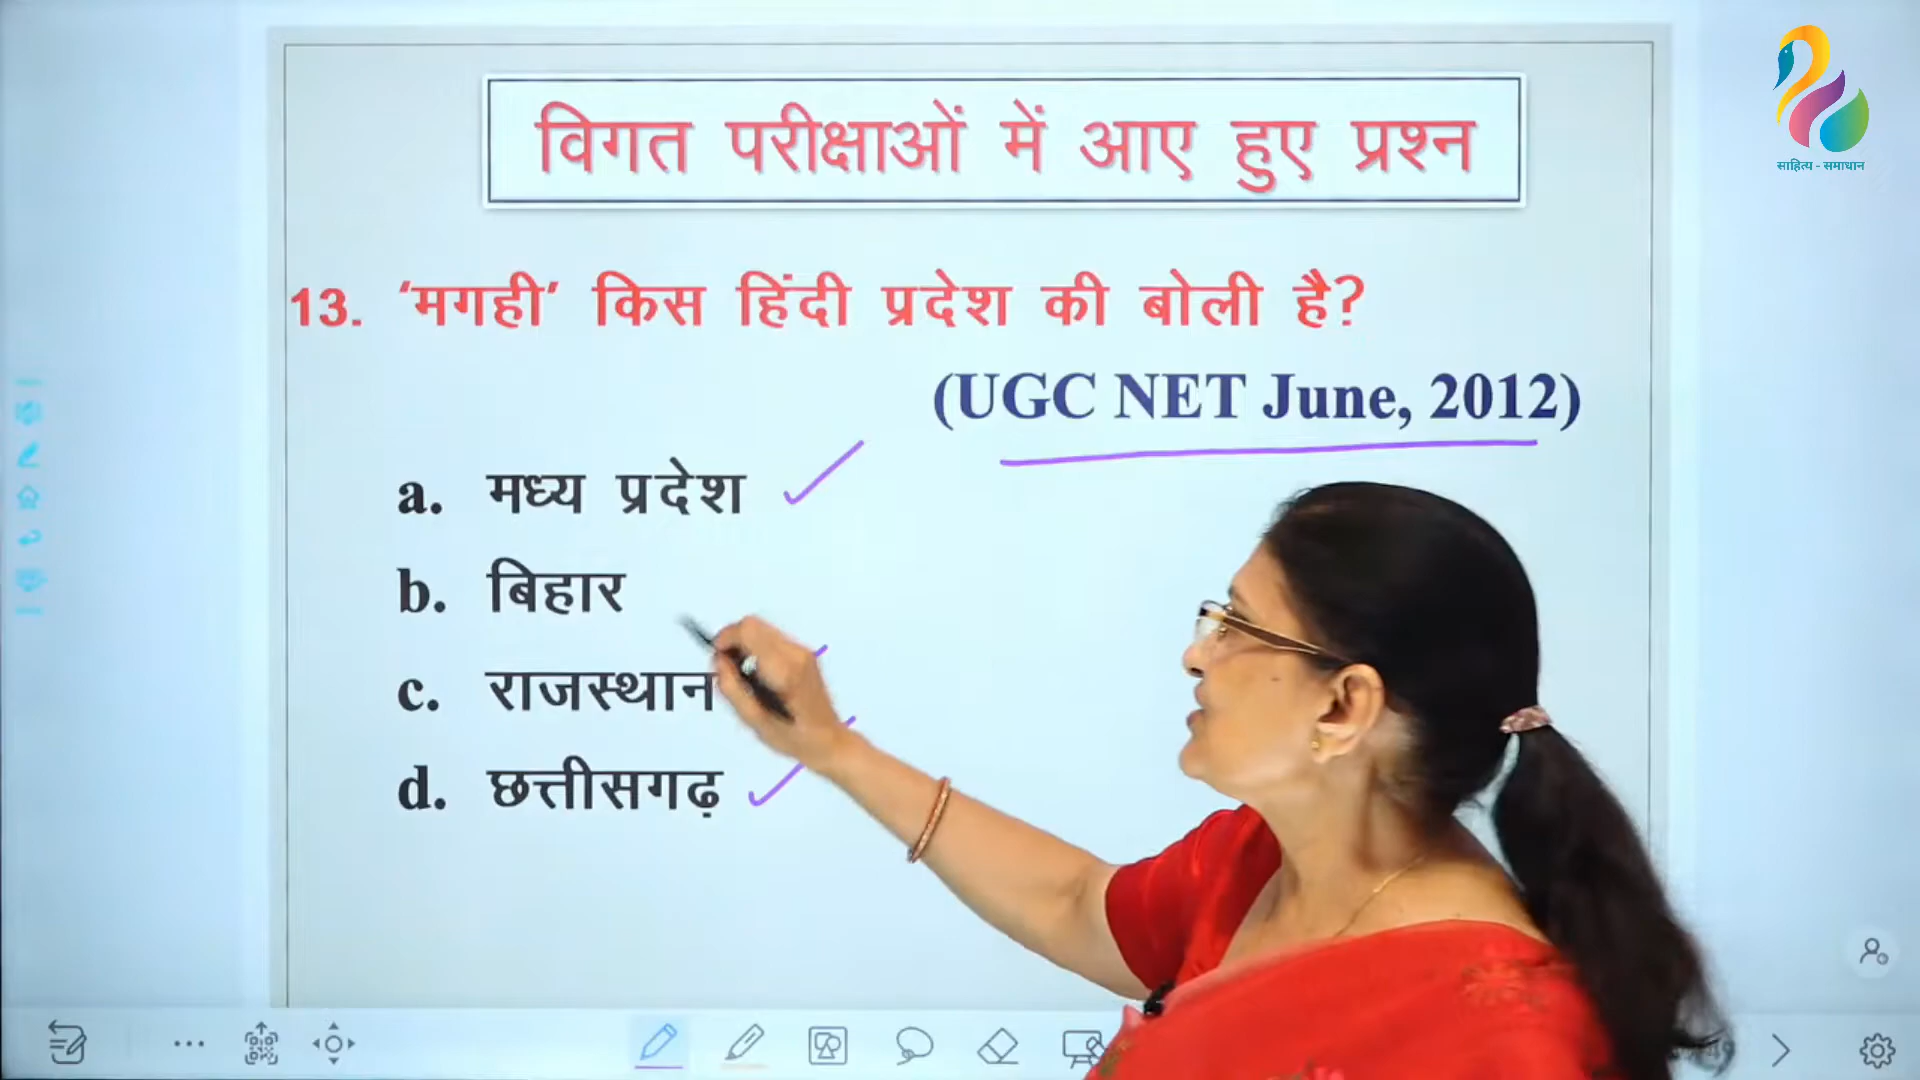 साहित्य - समाधान
विगत परीक्षाओं में आए हुए प्रश्न
13. ‘मगही’ किस हिंदी प्रदेश की बोली है?
(UGC NET June, 2012)
a. मध्य प्रदेश
b. बिहार
c. राजस्थान
d. छत्तीसगढ़